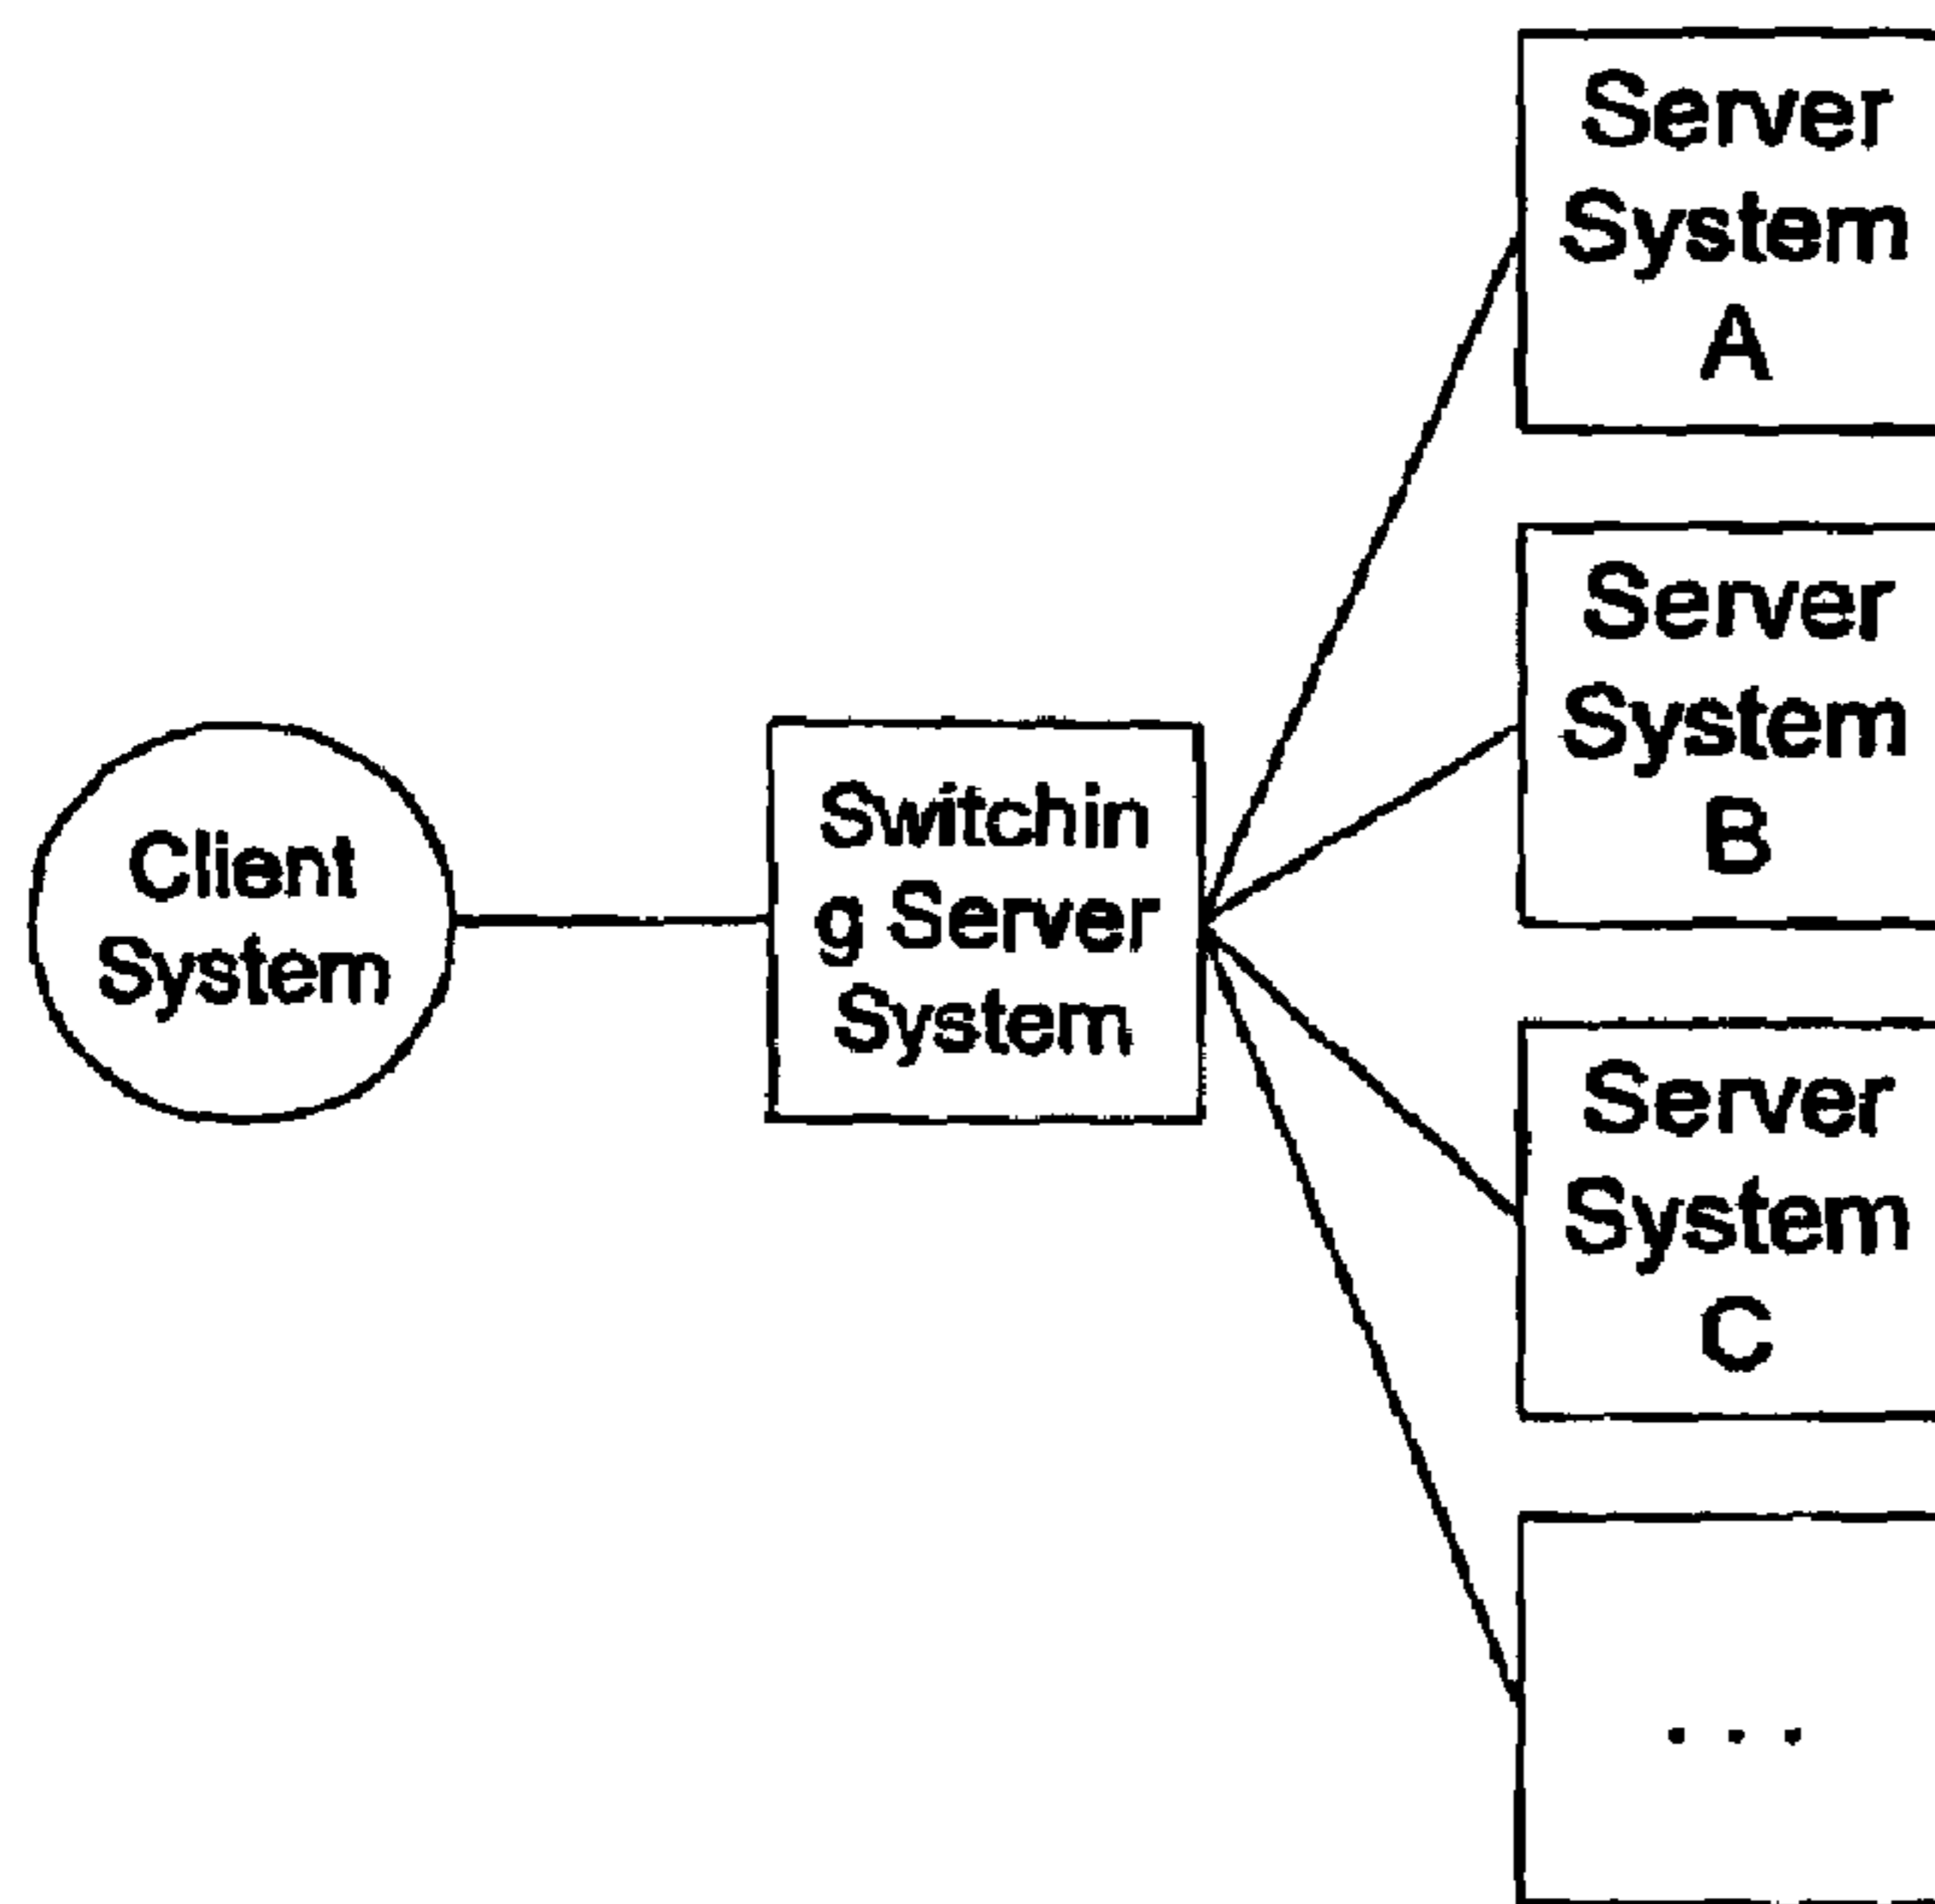 Server
System
A
Server
System
B
Client
System
Switchin
g Server
System
Server
System
C
...